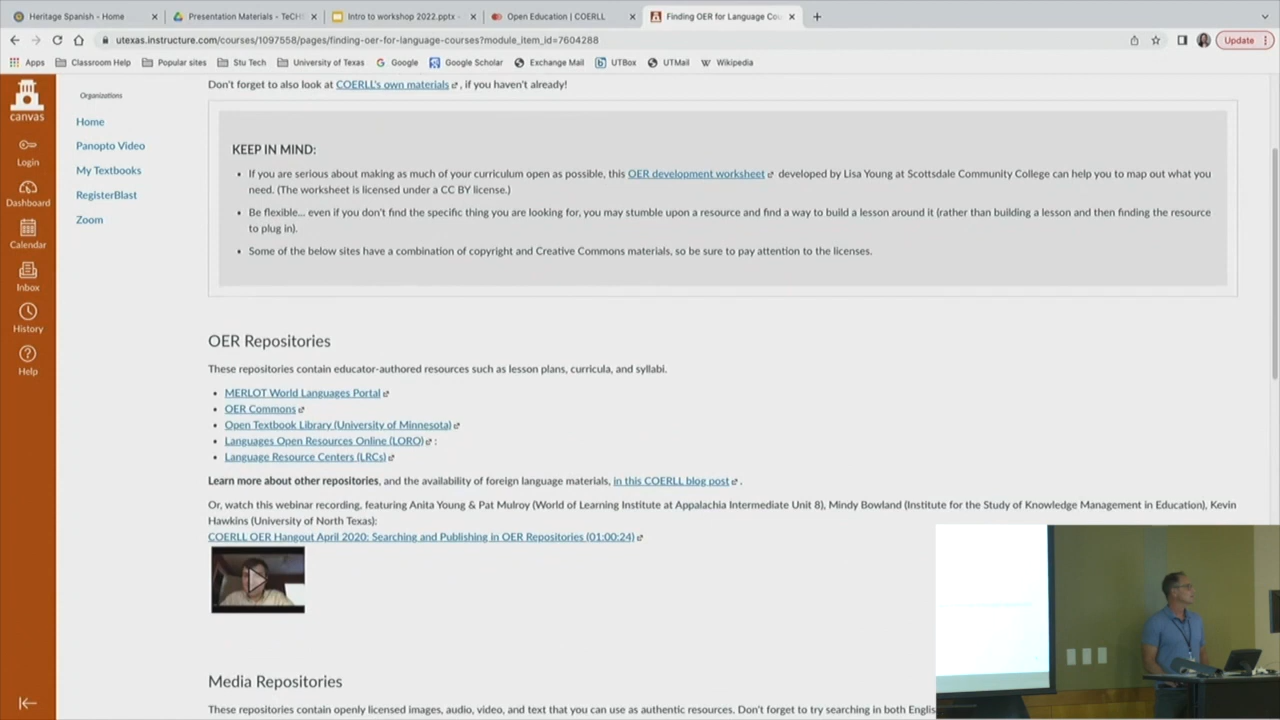 Heritage Spanish - Home
Presentation Materials - TeCH
Intro to workshop 2022.pptx -
Open Education | COERLL
Finding OER for Language Cou
utexas.instructure.com/courses/1097558/pages/finding-oer-for-language-courses?module_item_id=7604288
Update
Apps
Classroom Help
Popular sites
Stu Tech
University of Texas
Google
Google Scholar
Exchange Mail
UTBox
UTMail
Wikipedia
canvas
Login
Dashboard
Calendar
Inbox
History
Help
Organizations
Home
Panopto Video
My Textbooks
RegisterBlast
Zoom
Don't forget to also look at COERLL's own materials, if you haven't already!
KEEP IN MIND:
• If you are serious about making as much of your curriculum open as possible, this OER development worksheet developed by Lisa Young at Scottsdale Community College can help you to map out what you
need. (The worksheet is licensed under a CC BY license.)
• Be flexible... even if you don't find the specific thing you are looking for, you may stumble upon a resource and find a way to build a lesson around it (rather than building a lesson and then finding the resource
to plug in).
• Some of the below sites have a combination of copyright and Creative Commons materials, so be sure to pay attention to the licenses.
OER Repositories
These repositories contain educator-authored resources such as lesson plans, curricula, and syllabi.
• MERLOT World Languages Portal
• OER Commons
• Open Textbook Library (University of Minnesota)
• Languages Open Resources Online (LORO) :
• Language Resource Centers (LRCs)
Learn more about other repositories, and the availability of foreign language materials, in this COERLL blog post .
Or, watch this webinar recording, featuring Anita Young & Pat Mulroy (World of Learning Institute at Appalachia Intermediate Unit 8), Mindy Bowland (Institute for the Study of Knowledge Management in Education), Kevin
Hawkins (University of North Texas):
COERLL OER Hangout April 2020: Searching and Publishing in OER Repositories (01:00:24)
Media Repositories
These repositories contain openly licensed images, audio, video, and text that you can use as authentic resources. Don't forget to try searching in both Englis